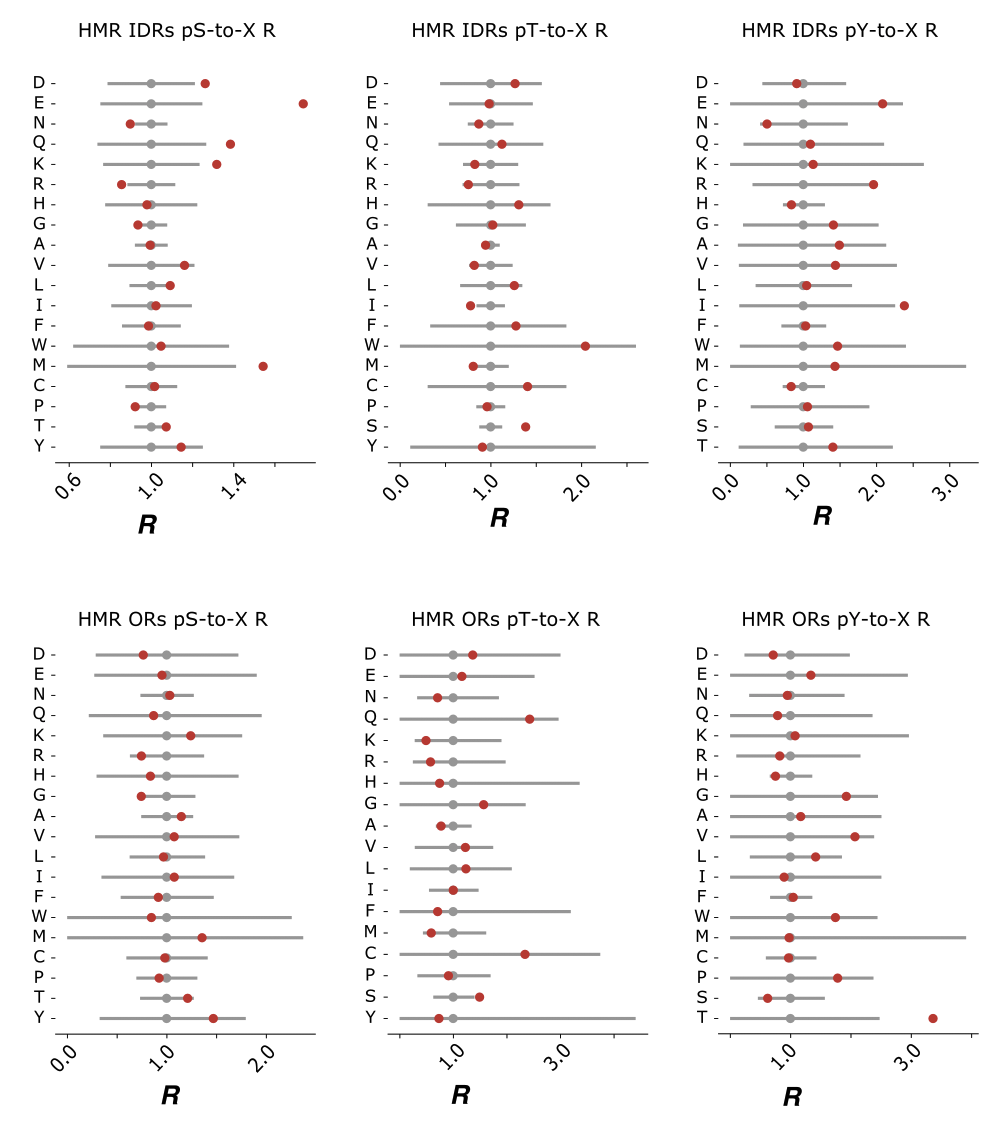 HMR IDRs pS-to-X R
D
E
N
Q
K
R
H
G
A
V
L
I
F
W
M
C
P
T
Y
0.6 1.0 1.4
R
HMR IDRs pT-to-X R
D
E
N
Q
K
R
H
G
A
V
L
I
F
W
M
C
P
S
Y
0.0 1.0 2.0
R
HMR IDRs pY-to-X R
D
E
N
Q
K
R
H
G
A
V
L
I
F
W
M
C
P
S
T
0.0 1.0 2.0 3.0
R
HMR ORs pS-to-X R
D
E
N
Q
K
R
H
G
A
V
L
I
F
W
M
C
P
T
Y
0.0 1.0 2.0
R
HMR ORs pT-to-X R
D
E
N
Q
K
R
H
G
A
V
L
I
F
M
C
P
S
Y
1.0 3.0
R
HMR ORs pY-to-X R
D
E
N
Q
K
R
H
G
A
V
L
I
F
W
M
C
P
S
T
1.0 3.0
R